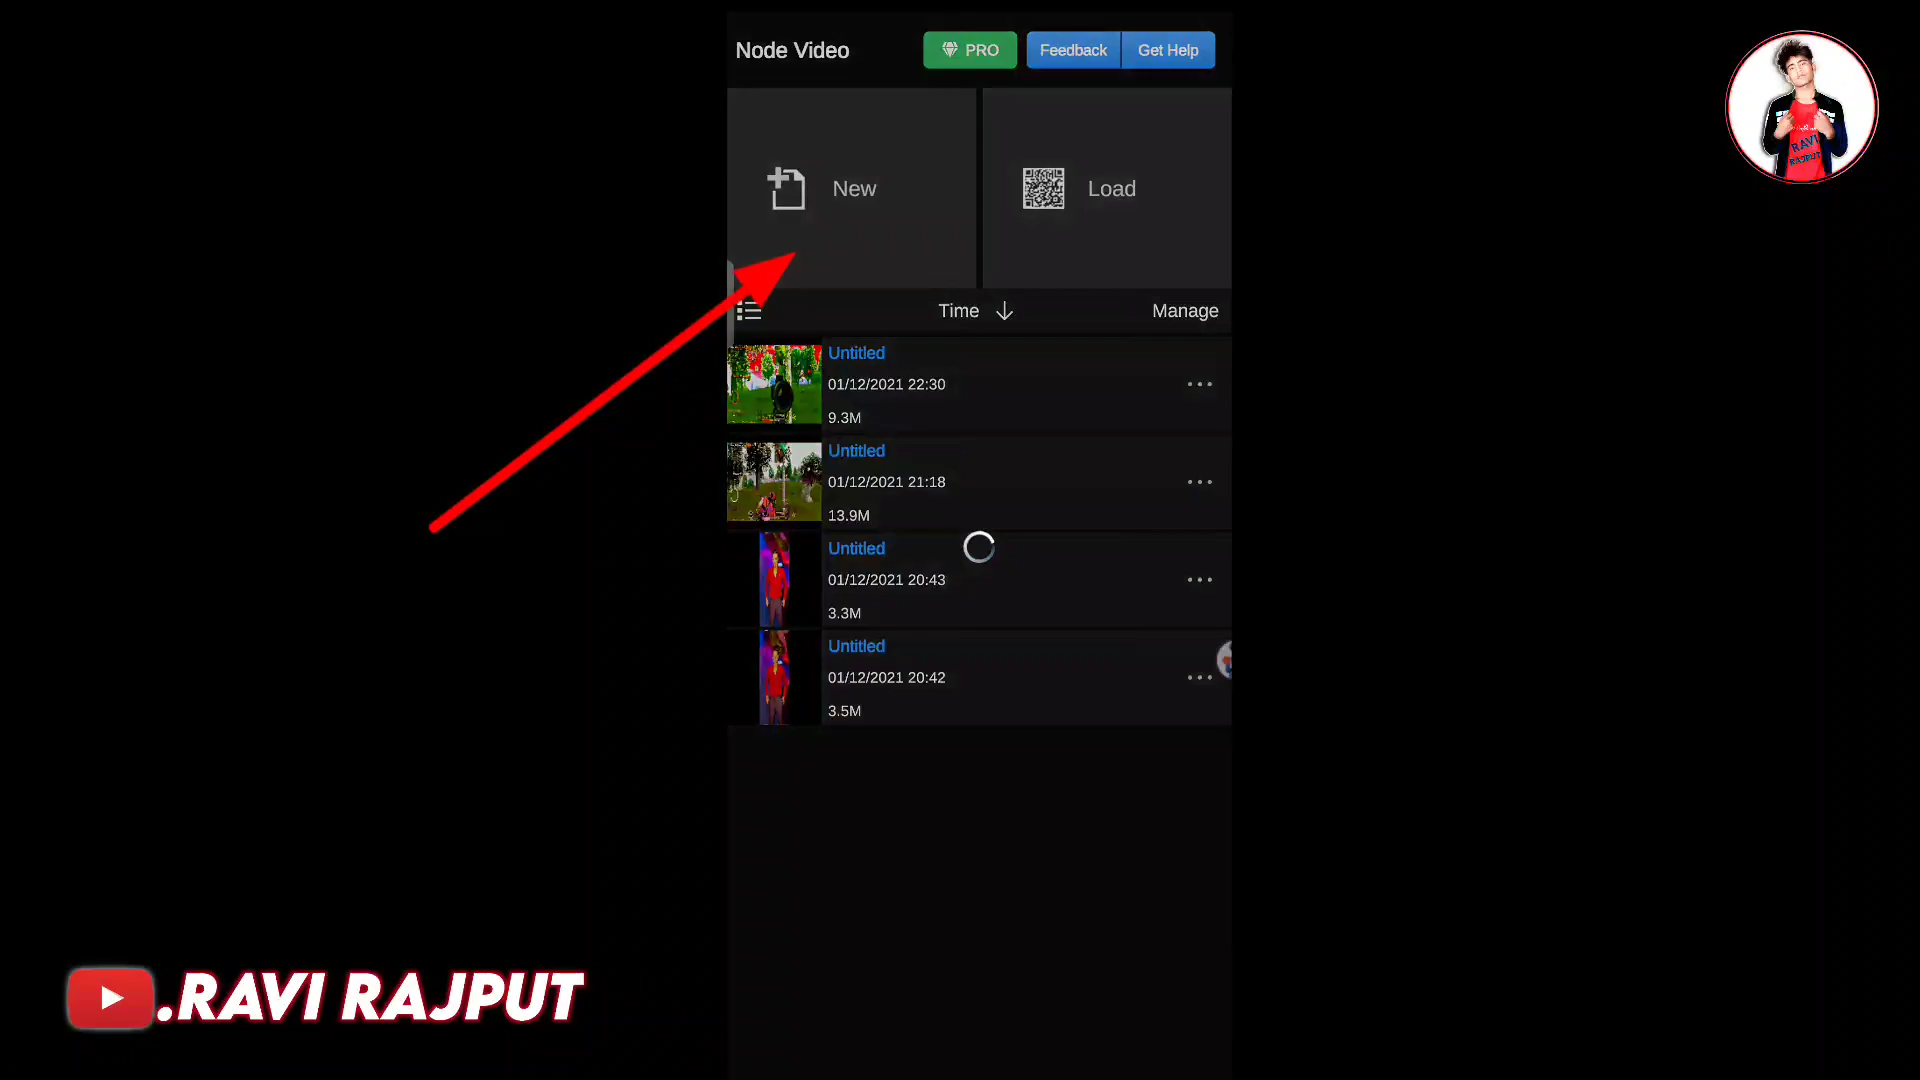 Node Video
PRO
Feedback
Get Help
New
Load
Time
Manage
Untitled
01/12/2021 22:30
9.3M
Untitled
01/12/2021 21:18
13.9M
Untitled
01/12/2021 20:43
3.3M
Untitled
01/12/2021 20:42
3.5M
RAVI
RAJPUT
.RAVI RAJPUT